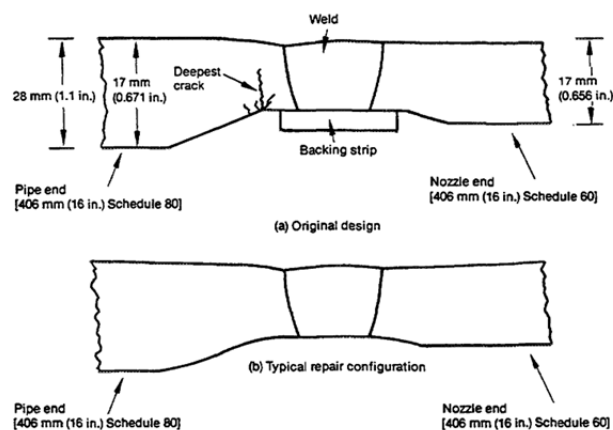 Weld
Deepest
crack
28 mm (1.1 in.)
17 mm
(0.671 in.)
17 mm
(0.656 in.)
Backing strip
Pipe end
[406 mm (16 in.) Schedule 80]
Nozzle end
[406 mm (16 in.) Schedule 60]
(a) Original design
(b) Typical repair configuration
Pipe end
[406 mm (16 in.) Schedule 80]
Nozzle end
[406 mm (16 in.) Schedule 60]